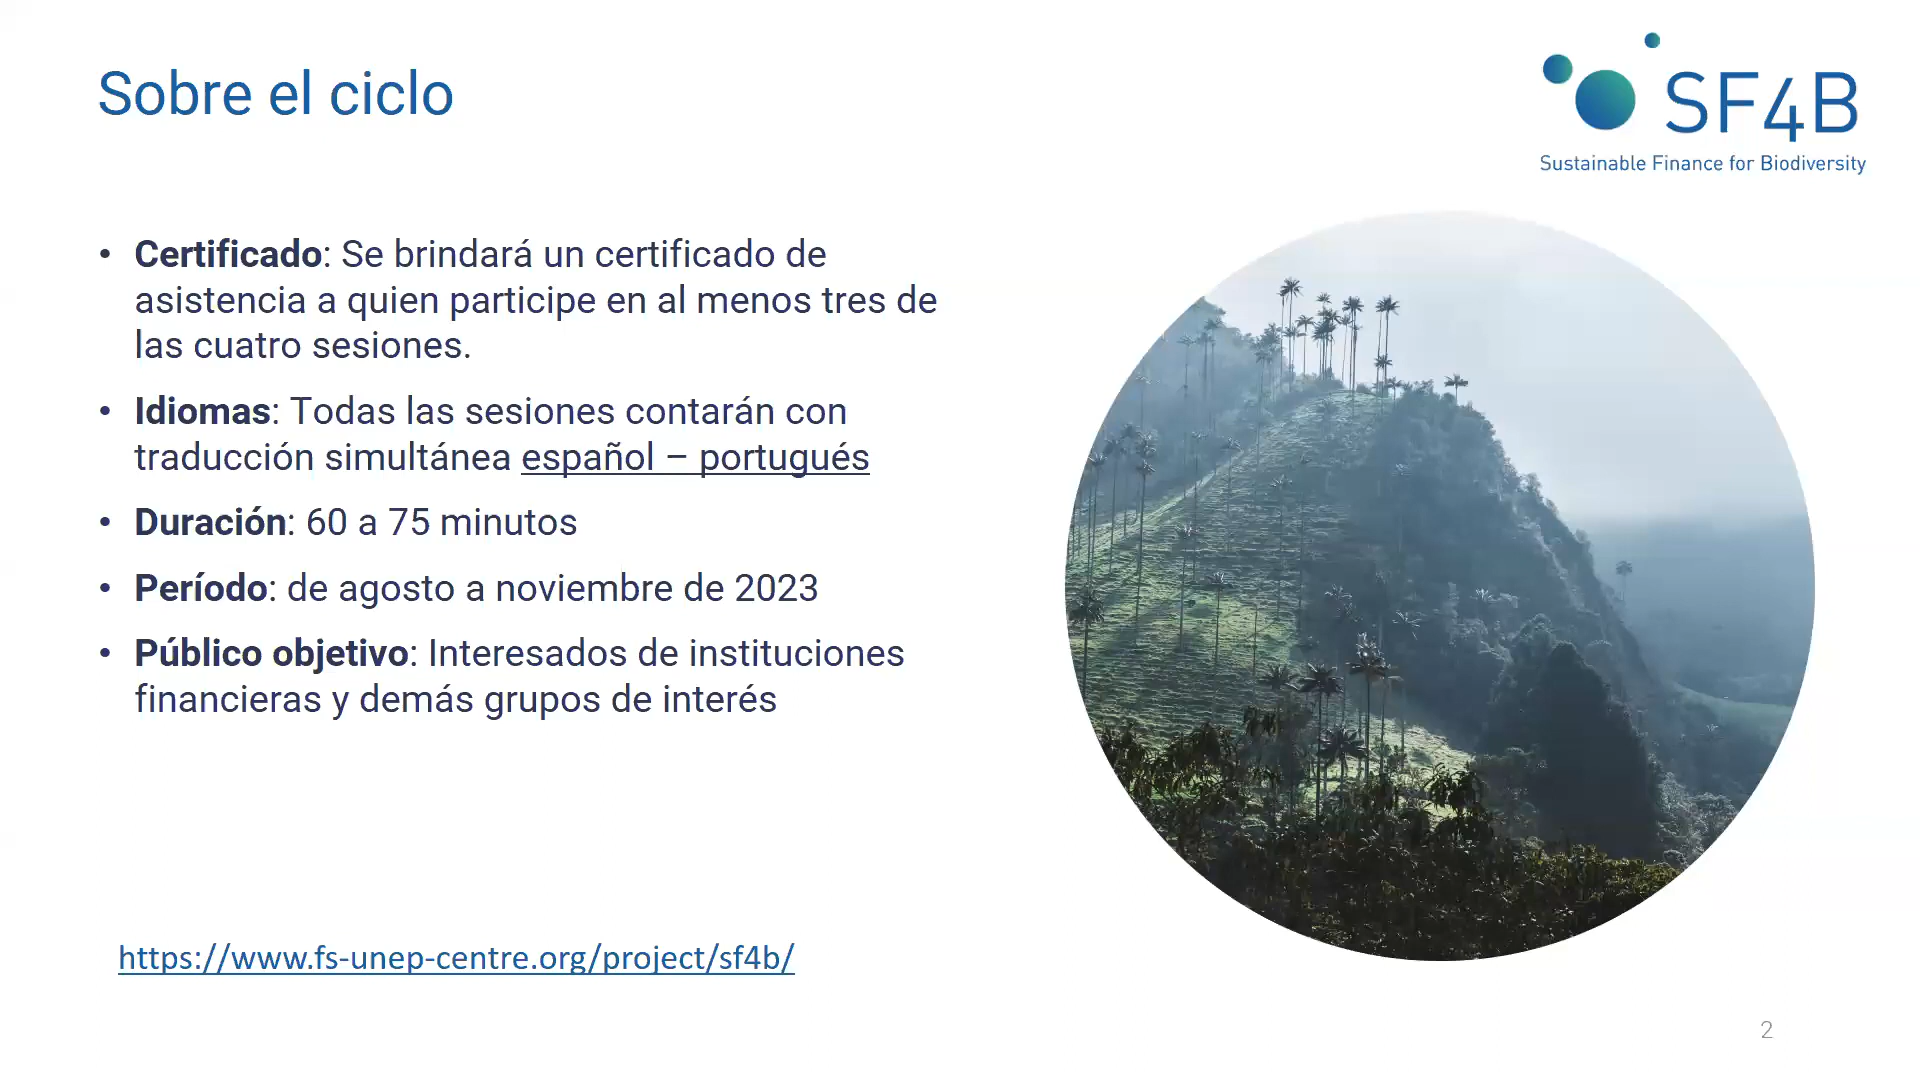 Sobre el ciclo
SF4B
Sustainable Finance for Biodiversity
• Certificado: Se brindará un certificado de
asistencia a quien participe en al menos tres de
las cuatro sesiones.
• Idiomas: Todas las sesiones contarán con
traducción simultánea español – portugués
• Duración: 60 a 75 minutos
• Período: de agosto a noviembre de 2023
• Público objetivo: Interesados de instituciones
financieras y demás grupos de interés
https://www.fs-unep-centre.org/project/sf4b/
2